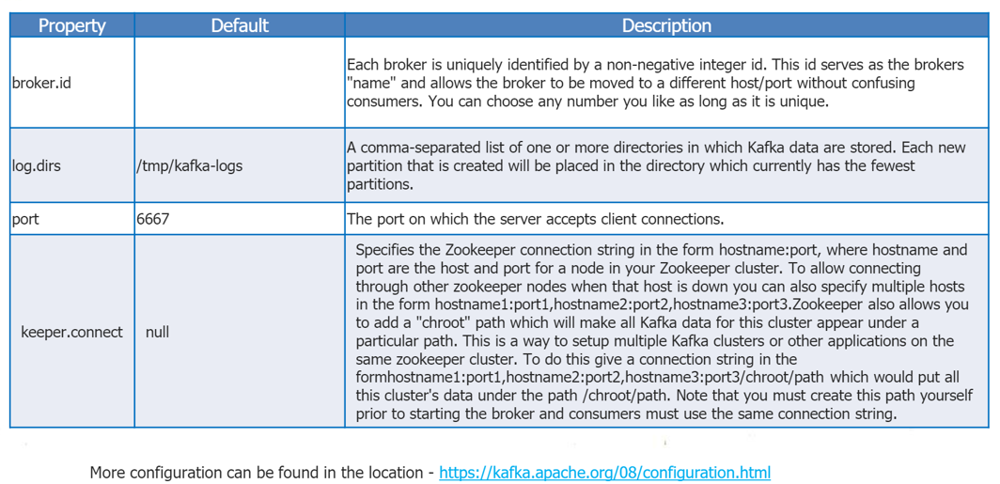 Property Default Description
Each broker is uniquely identified by a non-negative integer id. This id serves as the brokers
broker.id
"name" and allows the broker to be moved to a different host/port without confusing
consumers. You can choose any number you like as long as it is unique.
A comma-separated list of one or more directories in which Kafka data are stored. Each new
log.dirs /tmp/kafka-logs partition that is created will be placed in the directory which currently has the fewest
partitions.
port 6667 The port on which the server accepts client connections.
Specifies the Zookeeper connection string in the form hostname:port, where hostname and
port are the host and port for a node in your Zookeeper cluster. To allow connecting
through other zookeeper nodes when that host is down you can also specify multiple hosts
in the form hostname1:port1,hostname2:port2,hostname3:port3.Zookeeper also allows you
to add a "chroot" path which will make all Kafka data for this cluster appear under a
keeper.connect null
particular path. This is a way to setup multiple Kafka clusters or other applications on the
same zookeeper cluster. To do this give a connection string in the
formhostname1:port1,hostname2:port2,hostname3:port3/chroot/path which would put all
this cluster's data under the path /chroot/path. Note that you must create this path yourself
prior to starting the broker and consumers must use the same connection string.
More configuration can be found in the location - https://kafka.apache.org/08/configuration.html